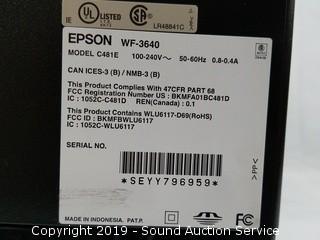 IE
UL
LISTED
LR48841C
EPSON WF-3640
MODEL C481E 100-240V~ 50-60Hz 0.8-0.4A
CAN ICES-3 (B) / NMB-3 (B)
This Product Complies With 47CFR PART 68
FCC Registration Number US : BKMFA01BC481D
IC : 1052C-C481D REN(Canada) : 0.1
This Product Contains WLU6117-D69(RoHS)
FCC ID : BKMFBWLU6117
IC : 1052C-WLU6117
SERIAL NO.
*SEYY796959*
>PP<
MADE IN INDONESIA. PAT.P.
FC
Copyright 2019 - Sound Auction Service